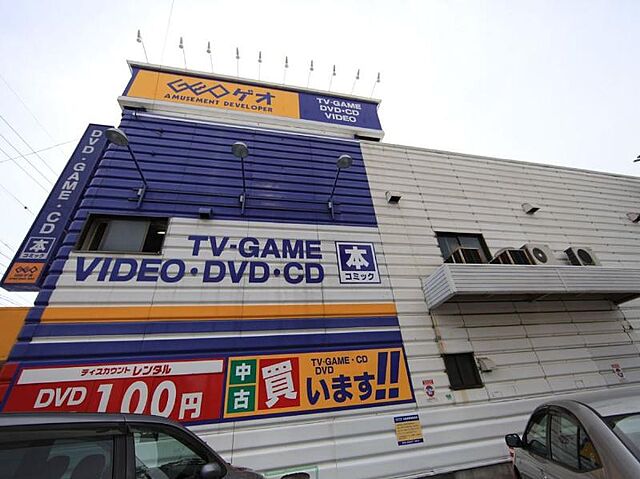 GEO ゲオ
AMUSEMENT DEVELOPER
TV-GAME
DVD・CD
VIDEO
DVD・GAME・CD
本
コミック
TV-GAME
VIDEO・DVD・CD
本
コミック
ディスカウントレンタル
DVD 100円
中古
買
TV-GAME・CD
DVD
います!!